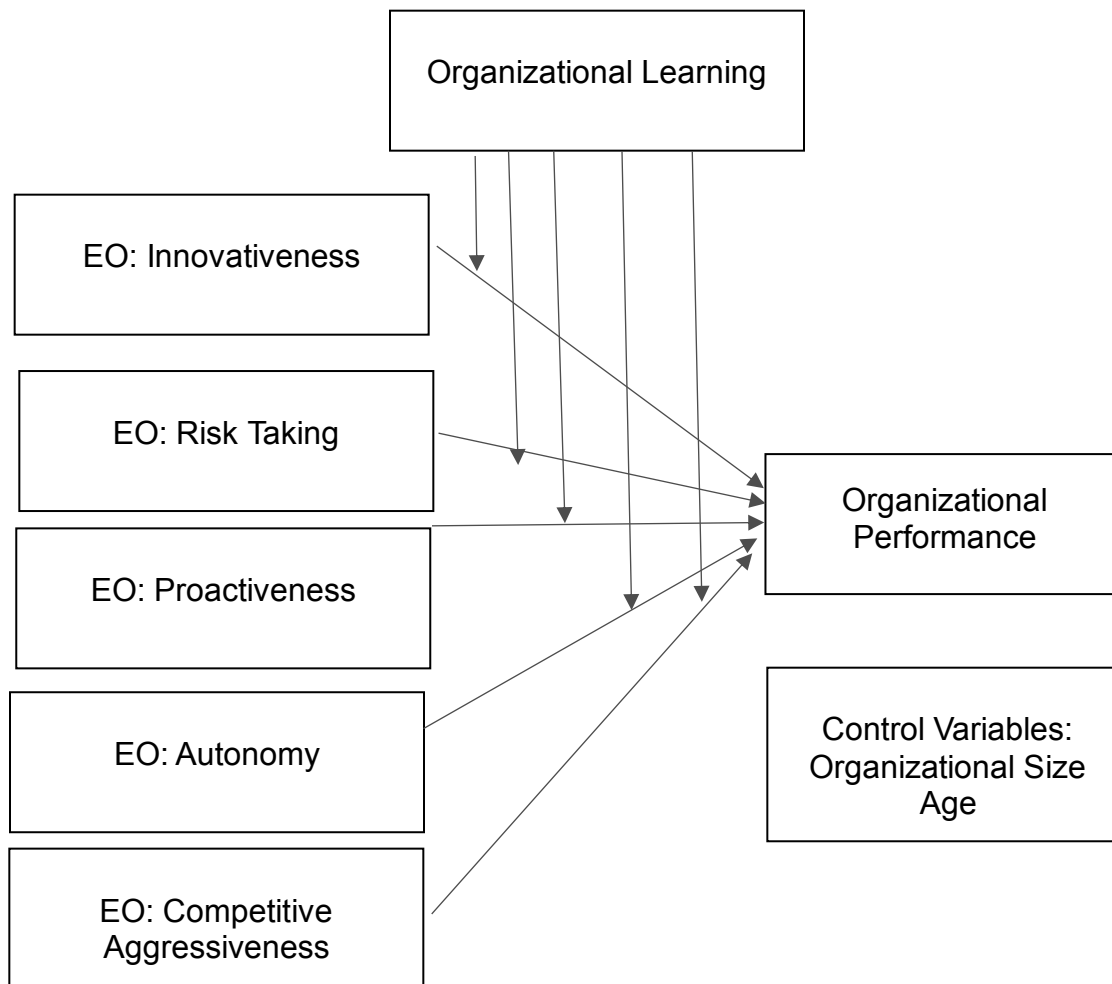 Organizational Learning
EO: Innovativeness
EO: Risk Taking
EO: Proactiveness
EO: Autonomy
EO: Competitive
Aggressiveness
Organizational
Performance
Control Variables:
Organizational Size
Age